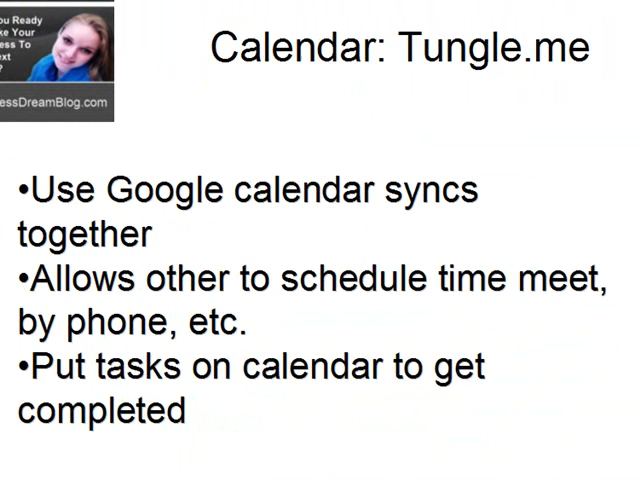 ou Ready
ke Your
ess To
ext
?
essDreamBlog.com
Calendar: Tungle.me
•Use Google calendar syncs
together
•Allows other to schedule time meet,
by phone, etc.
•Put tasks on calendar to get
completed